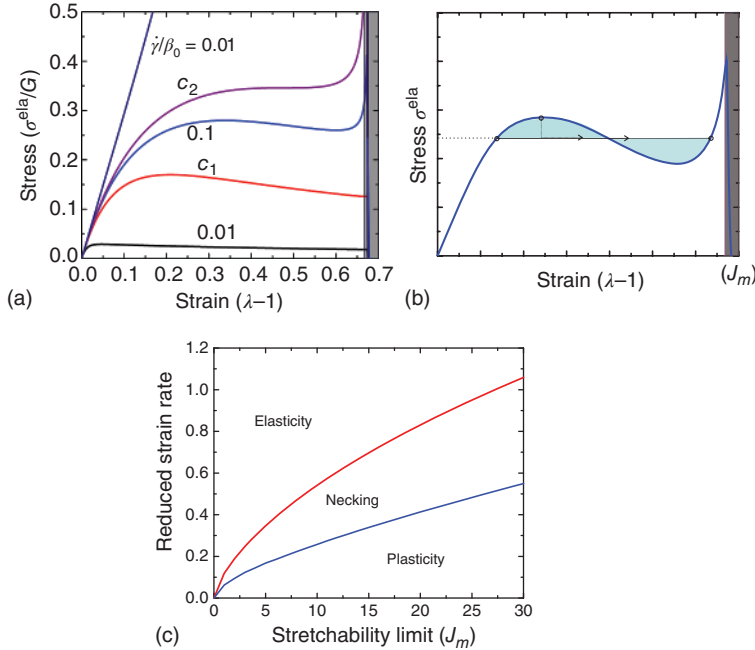 0.5
0.4
0.3
0.2
0.1
0.0
Stress (σ^ela/G)
γ̇/β₀ = 0.01
c₂
0.1
c₁
0.01
0.0 0.1 0.2 0.3 0.4 0.5 0.6 0.7
Strain (λ–1)
(a)
Stress σ^ela
Strain (λ–1)
(J_m)
(b)
1.2
1.0
0.8
0.6
0.4
0.2
0.0
Reduced strain rate
Elasticity
Necking
Plasticity
0 5 10 15 20 25 30
Stretchability limit (J_m)
(c)